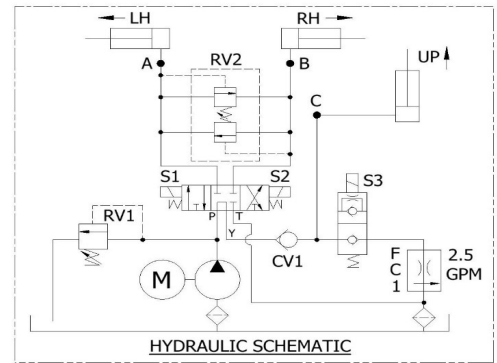 LH RH
A RV2 B
UP
C
S1 S2
S3
RV1
P T
Y
CV1
F
C
1
2.5
GPM
M
HYDRAULIC SCHEMATIC